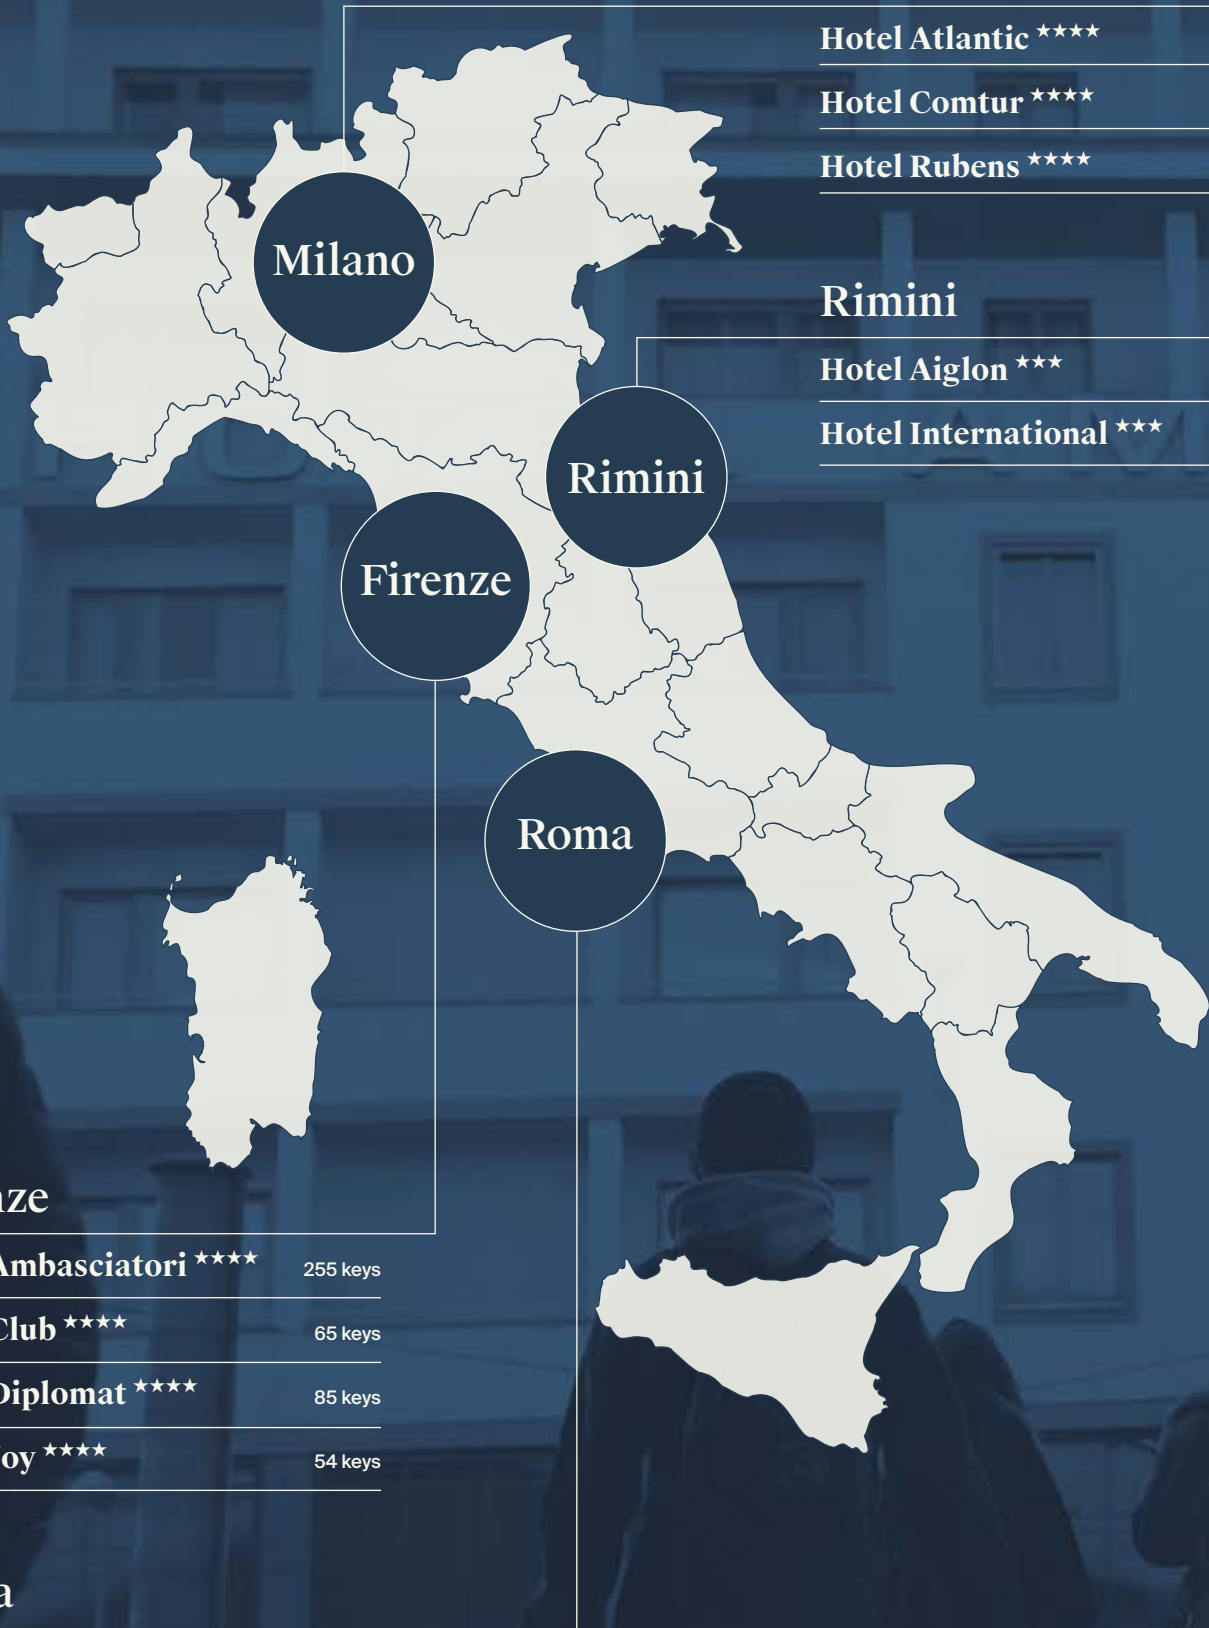 Hotel Atlantic ★★★★
Hotel Comtur ★★★★
Hotel Rubens ★★★★
Milano
Rimini
Hotel Aiglon ★★★
Hotel International ★★★
Rimini
Firenze
Roma
nze
Ambasciatori ★★★★ 255 keys
Club ★★★★ 65 keys
Diplomat ★★★★ 85 keys
oy ★★★★ 54 keys
a